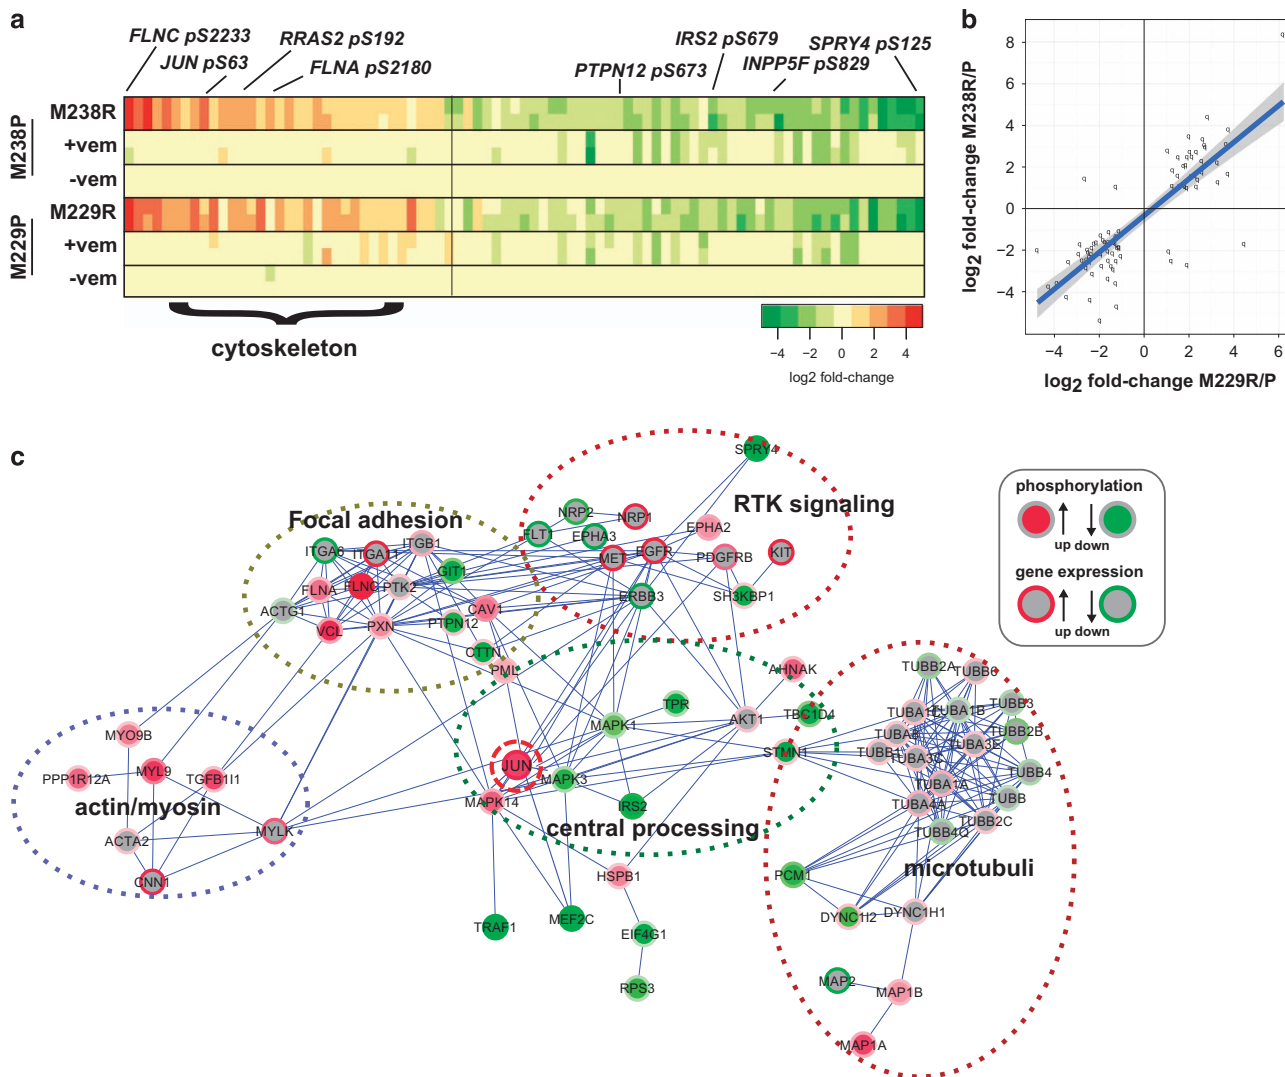 a
FLNC pS2233
RRAS2 pS192
JUN pS63
FLNA pS2180
IRS2 pS679
SPRY4 pS125
PTPN12 pS673
INPP5F pS829
M238P
M238R
+vem
-vem
M229P
M229R
+vem
-vem
cytoskeleton
−4 −2 0 2 4
log2 fold-change
b
log2 fold-change M238R/P
8
6
4
2
0
−2
−4
−4 −2 0 2 4 6
log2 fold-change M229R/P
c
Focal adhesion
ITGA6
ITGA11
ITGB1
GIT1
FLNA
FLNC
PTK2
ACTG1
VCL
PXN
PTPN12
CAV1
CTTN
PML
RTK signaling
SPRY4
NRP2
NRP1
FLT1
EPHA3
EPHA2
MET
EGFR
PDGFRB
KIT
ERBB3
SH3KBP1
phosphorylation
up down
gene expression
up down
actin/myosin
MYO9B
PPP1R12A
MYL9
TGFB1I1
ACTA2
MYLK
CNN1
central processing
AHNAK
TPR
MAPK1
AKT1
TBC1D4
STMN1
JUN
MAPK3
MAPK14
IRS2
HSPB1
TRAF1
MEF2C
EIF4G1
RPS3
microtubuli
TUBB2A
TUBB6
TUBB3
TUBA1B
TUBB2B
TUBA3E
TUBB1
TUBA3C
TUBB4
TUBA1A
TUBB
TUBA4A
TUBB2C
TUBB4Q
PCM1
DYNC1I2
DYNC1H1
MAP2
MAP1B
MAP1A